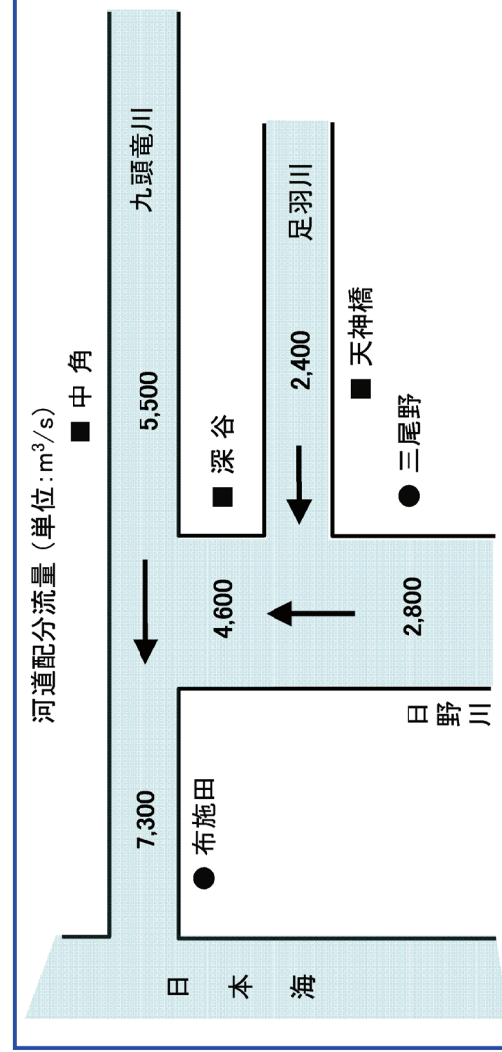 河道配分流量（単位:m³/s）
■ 中 角
九頭竜川
5,500
7,300
■ 深 谷
足羽川
2,400
4,600
2,800
■ 天神橋
● 三尾野
● 布施田
日野川
日 本 海